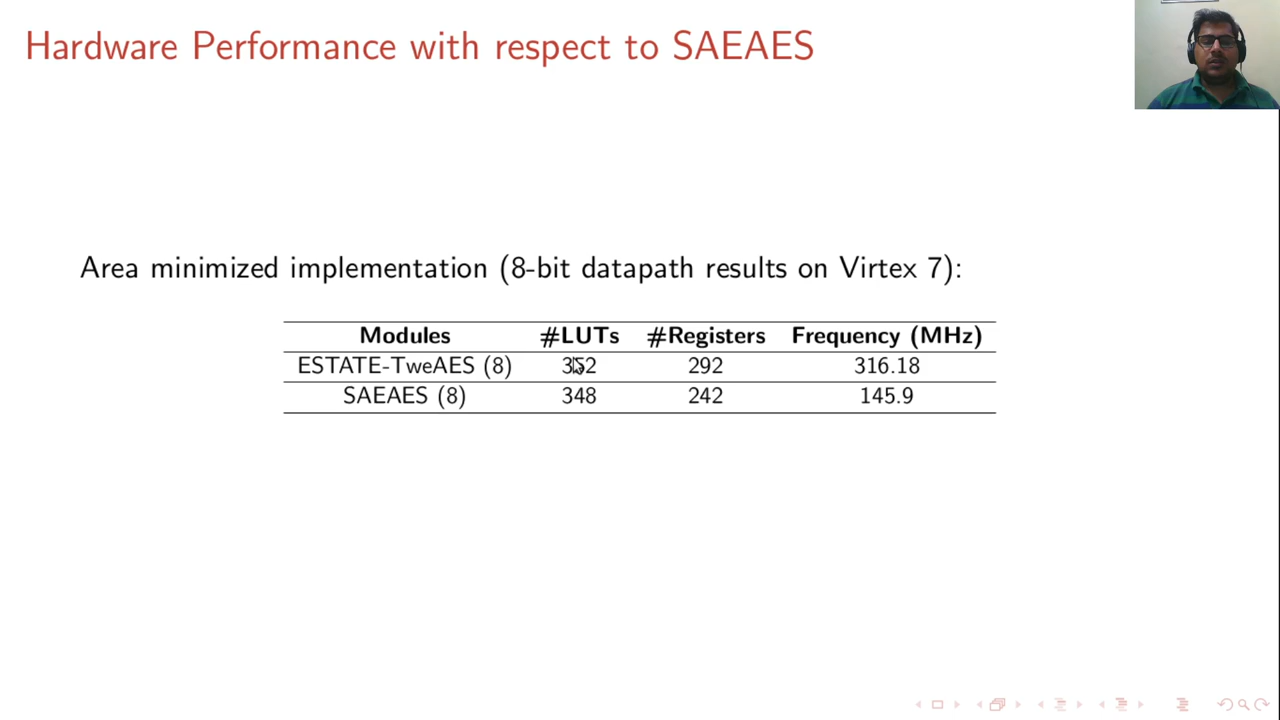 Hardware Performance with respect to SAEAES
Area minimized implementation (8-bit datapath results on Virtex 7):
Modules #LUTs #Registers Frequency (MHz)
ESTATE-TweAES (8) 352 292 316.18
SAEAES (8) 348 242 145.9